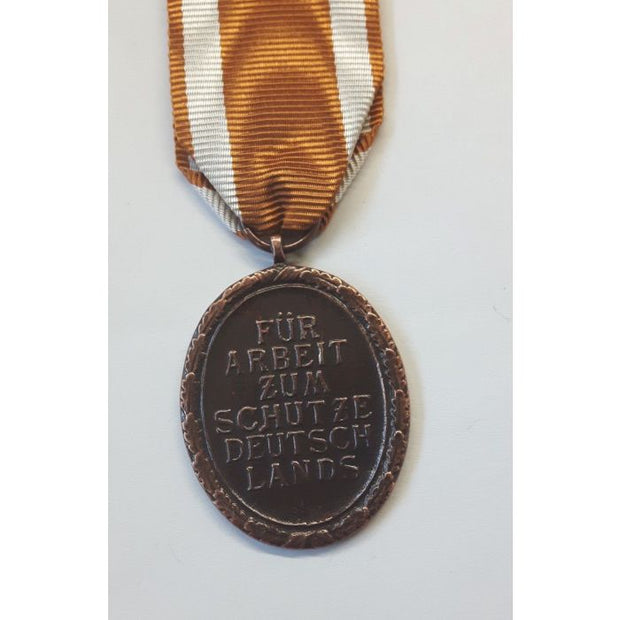 FÜR
ARBEIT
ZUM
SCHUTZE
DEUTSCH
LANDS